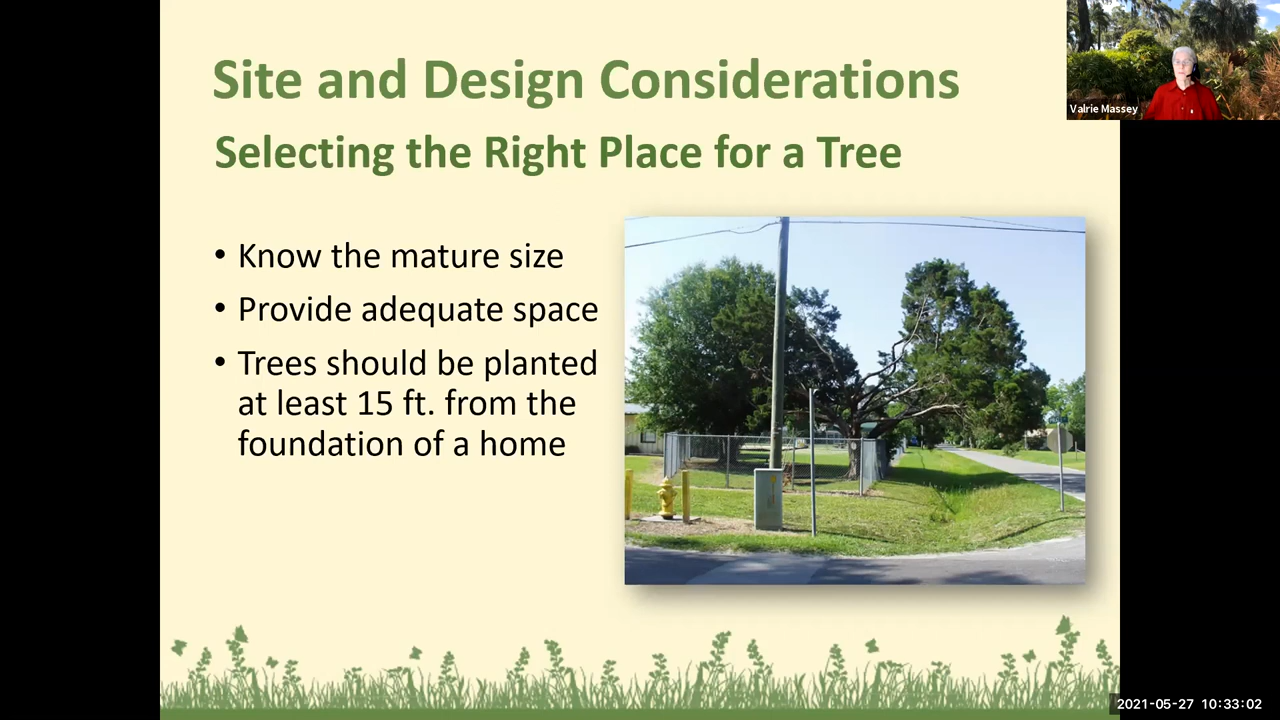 Site and Design Considerations
Selecting the Right Place for a Tree
• Know the mature size
• Provide adequate space
• Trees should be planted
at least 15 ft. from the
foundation of a home
Valrie Massey
2021-05-27 10:33:02